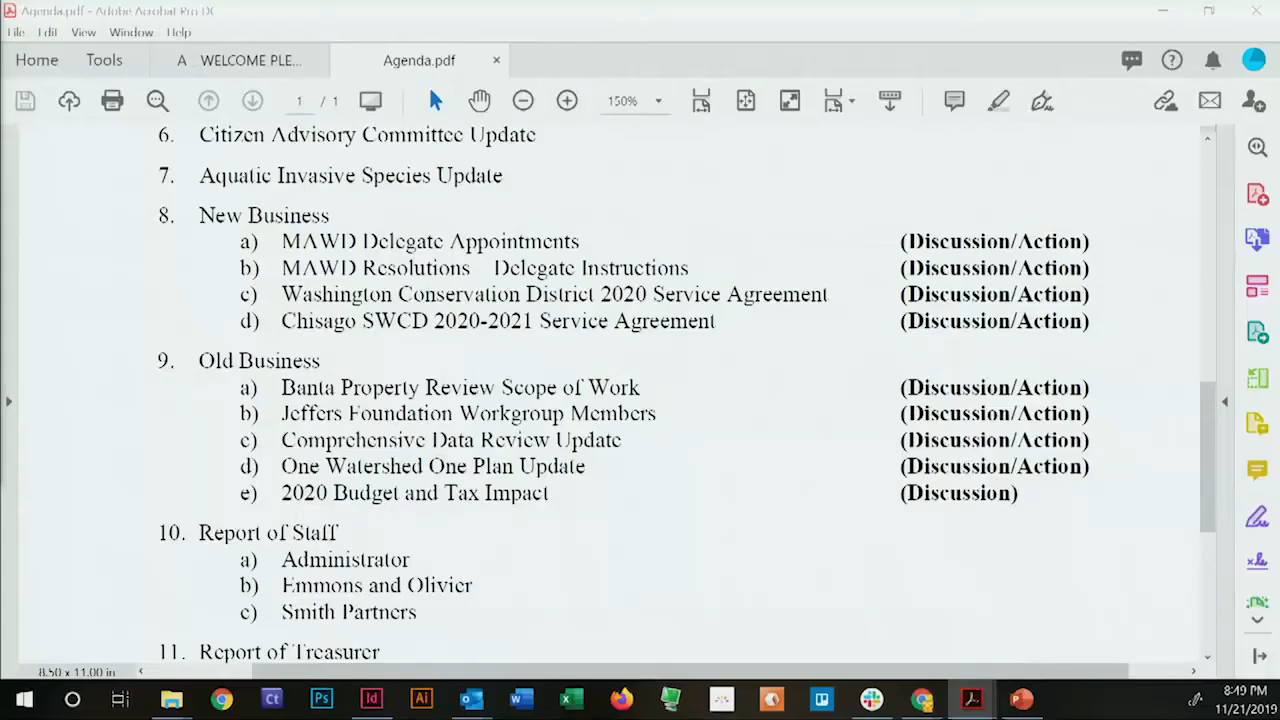 Agenda.pdf - Adobe Acrobat Pro DC
File Edit View Window Help
Home Tools A _ WELCOME PLE... Agenda.pdf ×
1 / 1 150%
6. Citizen Advisory Committee Update
7. Aquatic Invasive Species Update
8. New Business
a) MAWD Delegate Appointments (Discussion/Action)
b) MAWD Resolutions Delegate Instructions (Discussion/Action)
c) Washington Conservation District 2020 Service Agreement (Discussion/Action)
d) Chisago SWCD 2020-2021 Service Agreement (Discussion/Action)
9. Old Business
a) Banta Property Review Scope of Work (Discussion/Action)
b) Jeffers Foundation Workgroup Members (Discussion/Action)
c) Comprehensive Data Review Update (Discussion/Action)
d) One Watershed One Plan Update (Discussion/Action)
e) 2020 Budget and Tax Impact (Discussion)
10. Report of Staff
a) Administrator
b) Emmons and Olivier
c) Smith Partners
11. Report of Treasurer
8.50 x 11.00 in
Ct Ps Id Ai
8:49 PM
11/21/2019